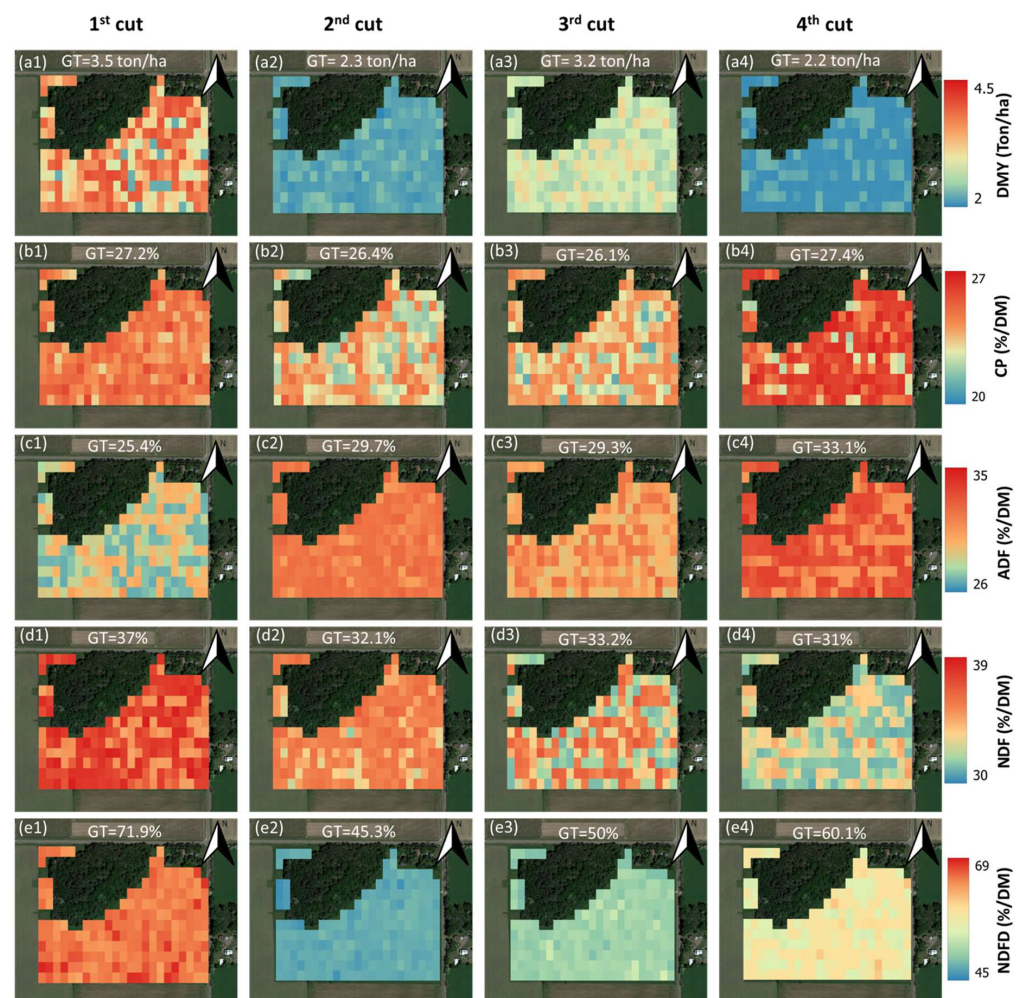 1st cut 2nd cut 3rd cut 4th cut
(a1) GT=3.5 ton/ha N
(a2) GT= 2.3 ton/ha N
(a3) GT= 3.2 ton/ha N
(a4) GT= 2.2 ton/ha N
4.5
2
DMY (Ton/ha)
(b1) GT=27.2% N
(b2) GT=26.4% N
(b3) GT=26.1% N
(b4) GT=27.4% N
27
20
CP (%/DM)
(c1) GT=25.4% N
(c2) GT=29.7% N
(c3) GT=29.3% N
(c4) GT=33.1% N
35
26
ADF (%/DM)
(d1) GT=37% N
(d2) GT=32.1% N
(d3) GT=33.2% N
(d4) GT=31% N
39
30
NDF (%/DM)
(e1) GT=71.9% N
(e2) GT=45.3% N
(e3) GT=50% N
(e4) GT=60.1% N
69
45
NDFD (%/DM)